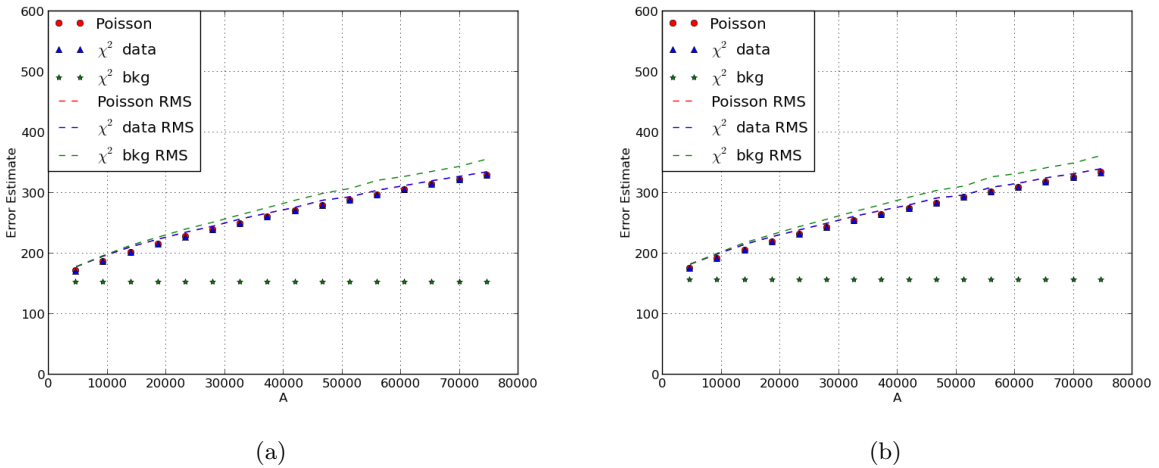 600
500
400
300
200
100
0
Error Estimate
Poisson
χ² data
χ² bkg
Poisson RMS
χ² data RMS
χ² bkg RMS
0 10000 20000 30000 40000 50000 60000 70000 80000
A
(a)
600
500
400
300
200
100
0
Error Estimate
Poisson
χ² data
χ² bkg
Poisson RMS
χ² data RMS
χ² bkg RMS
0 10000 20000 30000 40000 50000 60000 70000 80000
A
(b)